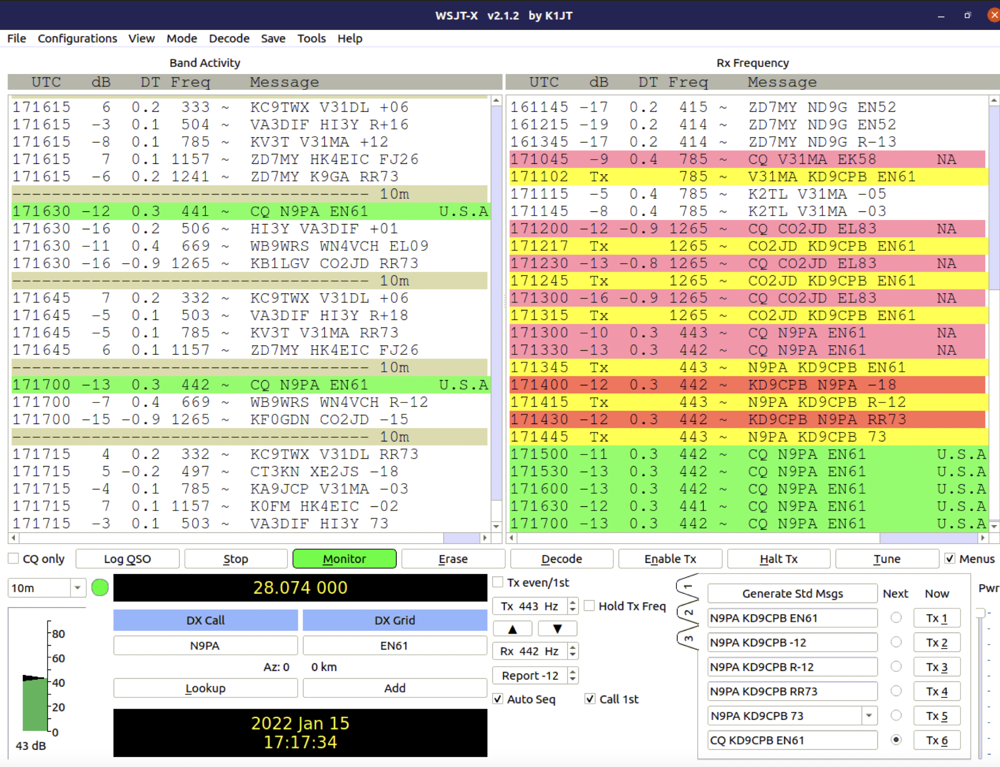 WSJT-X v2.1.2 by K1JT
File Configurations View Mode Decode Save Tools Help
Band Activity
UTC dB DT Freq Message
171615 6 0.2 333 ~ KC9TWX V31DL +06
171615 -3 0.1 504 ~ VA3DIF HI3Y R+16
171615 -8 0.1 785 ~ KV3T V31MA +12
171615 7 0.1 1157 ~ ZD7MY HK4EIC FJ26
171615 -6 0.2 1241 ~ ZD7MY K9GA RR73
------------------------------------ 10m
171630 -12 0.3 441 ~ CQ N9PA EN61 U.S.A
171630 -16 0.2 506 ~ HI3Y VA3DIF +01
171630 -11 0.4 669 ~ WB9WRS WN4VCH EL09
171630 -16 -0.9 1265 ~ KB1LGV CO2JD RR73
------------------------------------ 10m
171645 7 0.2 332 ~ KC9TWX V31DL +06
171645 -5 0.1 503 ~ VA3DIF HI3Y R+18
171645 -5 0.1 785 ~ KV3T V31MA RR73
171645 6 0.1 1157 ~ ZD7MY HK4EIC FJ26
------------------------------------ 10m
171700 -13 0.3 442 ~ CQ N9PA EN61 U.S.A
171700 -7 0.4 669 ~ WB9WRS WN4VCH R-12
171700 -15 -0.9 1265 ~ KF0GDN CO2JD -15
------------------------------------ 10m
171715 4 0.2 332 ~ KC9TWX V31DL RR73
171715 5 -0.2 497 ~ CT3KN XE2JS -18
171715 -4 0.1 785 ~ KA9JCP V31MA -03
171715 7 0.1 1157 ~ K0FM HK4EIC -02
171715 -3 0.1 503 ~ VA3DIF HI3Y 73
Rx Frequency
UTC dB DT Freq Message
161145 -17 0.2 415 ~ ZD7MY ND9G EN52
161215 -19 0.2 414 ~ ZD7MY ND9G EN52
161345 -17 0.2 414 ~ ZD7MY ND9G R-13
171045 -9 0.4 785 ~ CQ V31MA EK58 NA
171102 Tx 785 ~ V31MA KD9CPB EN61
171115 -5 0.4 785 ~ K2TL V31MA -05
171145 -8 0.4 785 ~ K2TL V31MA -03
171200 -12 -0.9 1265 ~ CQ CO2JD EL83 NA
171217 Tx 1265 ~ CO2JD KD9CPB EN61
171230 -13 -0.8 1265 ~ CQ CO2JD EL83 NA
171245 Tx 1265 ~ CO2JD KD9CPB EN61
171300 -16 -0.9 1265 ~ CQ CO2JD EL83 NA
171315 Tx 1265 ~ CO2JD KD9CPB EN61
171300 -10 0.3 443 ~ CQ N9PA EN61 NA
171330 -13 0.3 442 ~ CQ N9PA EN61 NA
171345 Tx 443 ~ N9PA KD9CPB EN61
171400 -12 0.3 442 ~ KD9CPB N9PA -18
171415 Tx 443 ~ N9PA KD9CPB R-12
171430 -12 0.3 442 ~ KD9CPB N9PA RR73
171445 Tx 443 ~ N9PA KD9CPB 73
171500 -11 0.3 442 ~ CQ N9PA EN61 U.S.A
171530 -13 0.3 442 ~ CQ N9PA EN61 U.S.A
171600 -13 0.3 442 ~ CQ N9PA EN61 U.S.A
171630 -12 0.3 441 ~ CQ N9PA EN61 U.S.A
171700 -13 0.3 442 ~ CQ N9PA EN61 U.S.A
CQ only Log QSO Stop Monitor Erase Decode Enable Tx Halt Tx Tune Menus
10m
28.074 000
80
60
40
20
0
43 dB
DX Call DX Grid
N9PA EN61
Az: 0 0 km
Lookup Add
2022 Jan 15
17:17:34
Tx even/1st
Tx 443 Hz Hold Tx Freq
▲ ▼
Rx 442 Hz
Report -12
Auto Seq Call 1st
1
2
3
Generate Std Msgs Next Now
N9PA KD9CPB EN61 Tx 1
N9PA KD9CPB -12 Tx 2
N9PA KD9CPB R-12 Tx 3
N9PA KD9CPB RR73 Tx 4
N9PA KD9CPB 73 Tx 5
CQ KD9CPB EN61 Tx 6
Pwr